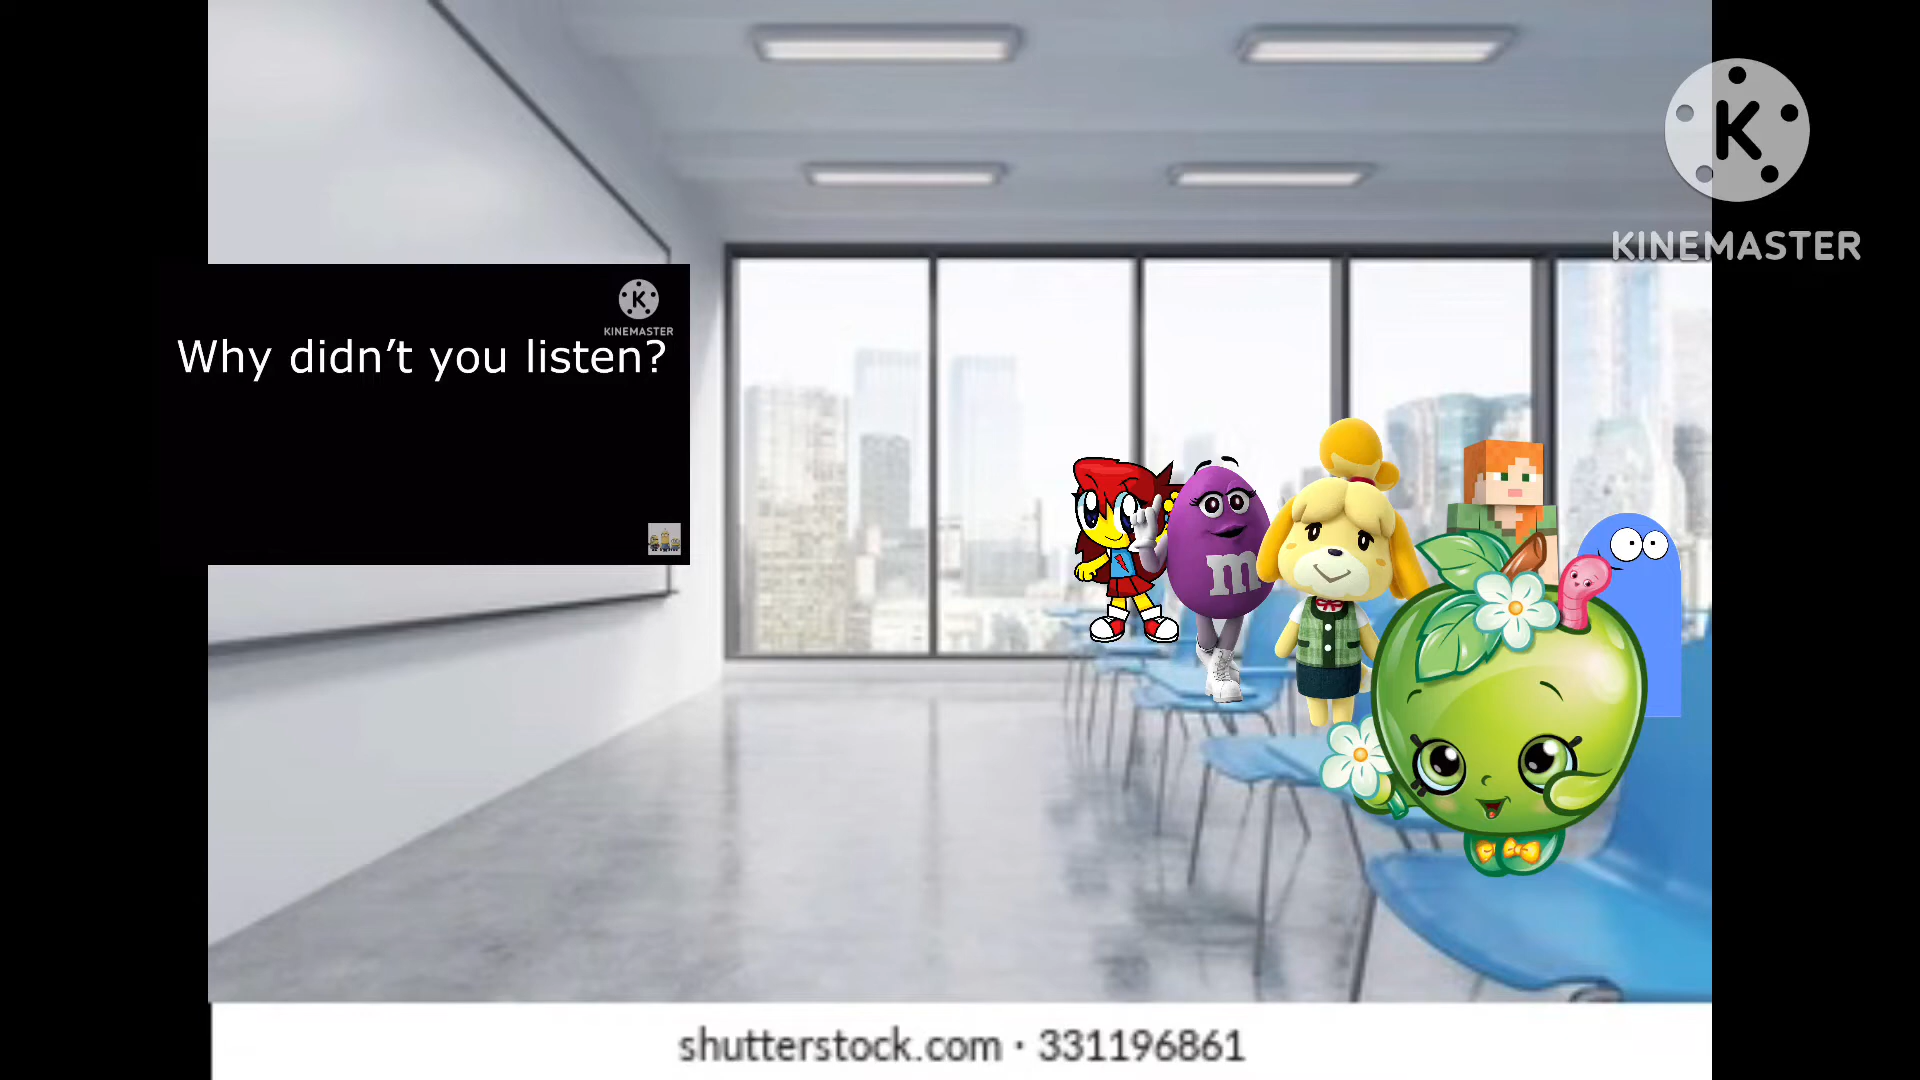 K
KINEMASTER
K
KINEMASTER
Why didn't you listen?
m
shutterstock.com · 331196861